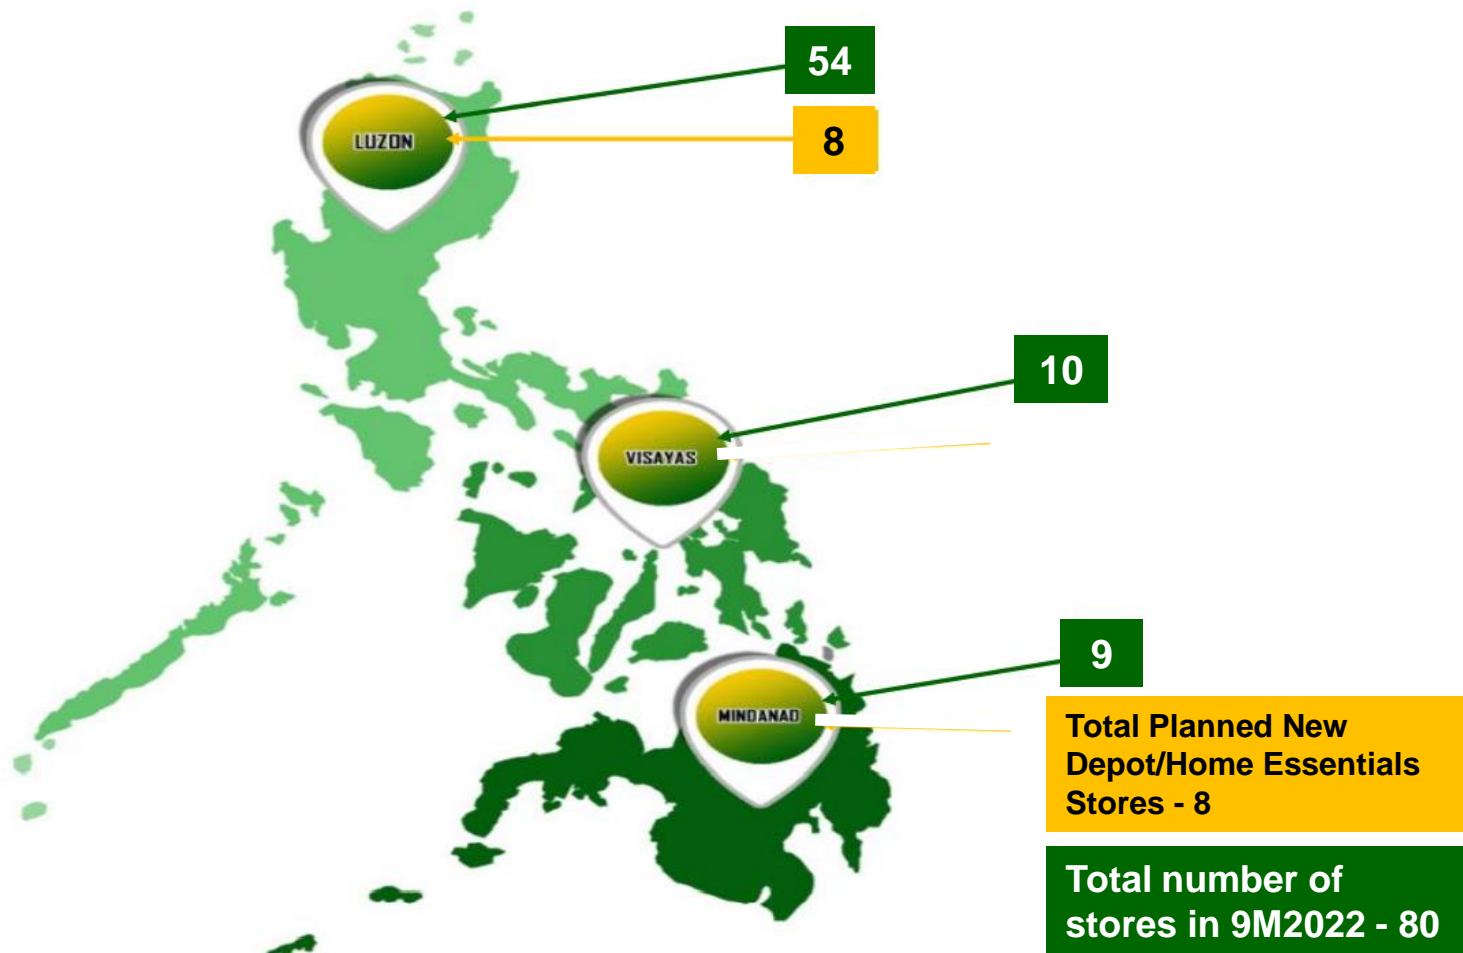 54
8
LUZON
10
VISAYAS
9
MINDANAO
Total Planned New
Depot/Home Essentials
Stores - 8
Total number of
stores in 9M2022 - 80